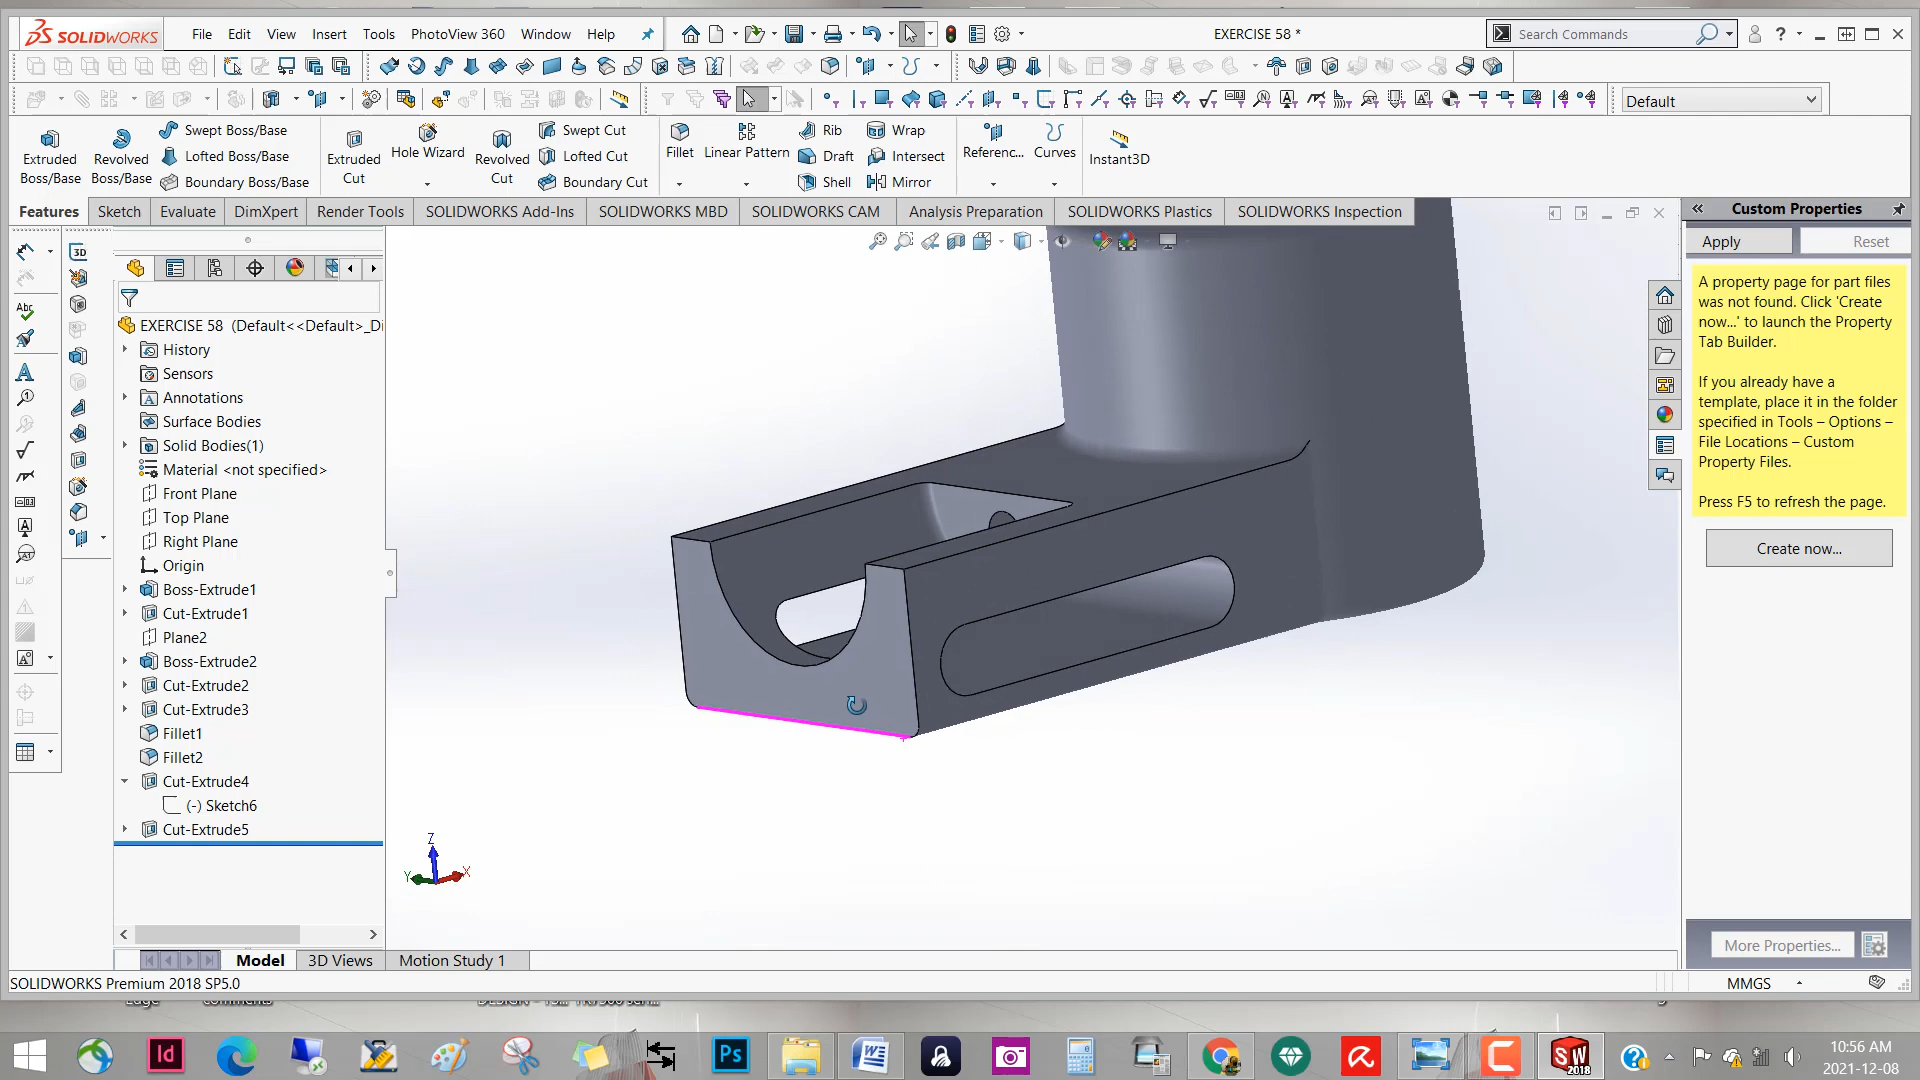 SOLIDWORKS
File Edit View Insert Tools PhotoView 360 Window Help
EXERCISE 58 *
Search Commands
Default
Extruded Boss/Base
Revolved Boss/Base
Swept Boss/Base
Lofted Boss/Base
Boundary Boss/Base
Extruded Cut
Hole Wizard
Revolved Cut
Swept Cut
Lofted Cut
Boundary Cut
Fillet
Linear Pattern
Rib
Draft
Shell
Wrap
Intersect
Mirror
Referenc...
Curves
Instant3D
Features Sketch Evaluate DimXpert Render Tools SOLIDWORKS Add-Ins SOLIDWORKS MBD SOLIDWORKS CAM Analysis Preparation SOLIDWORKS Plastics SOLIDWORKS Inspection
Custom Properties
Apply Reset
A property page for part files
was not found. Click 'Create
now...' to launch the Property
Tab Builder.
If you already have a
template, place it in the folder
specified in Tools – Options –
File Locations – Custom
Property Files.
Press F5 to refresh the page.
Create now...
More Properties...
EXERCISE 58 (Default<<Default>_Di
History
Sensors
Annotations
Surface Bodies
Solid Bodies(1)
Material <not specified>
Front Plane
Top Plane
Right Plane
Origin
Boss-Extrude1
Cut-Extrude1
Plane2
Boss-Extrude2
Cut-Extrude2
Cut-Extrude3
Fillet1
Fillet2
Cut-Extrude4
(-) Sketch6
Cut-Extrude5
Z
Y
X
Model 3D Views Motion Study 1
SOLIDWORKS Premium 2018 SP5.0
MMGS
10:56 AM
2021-12-08